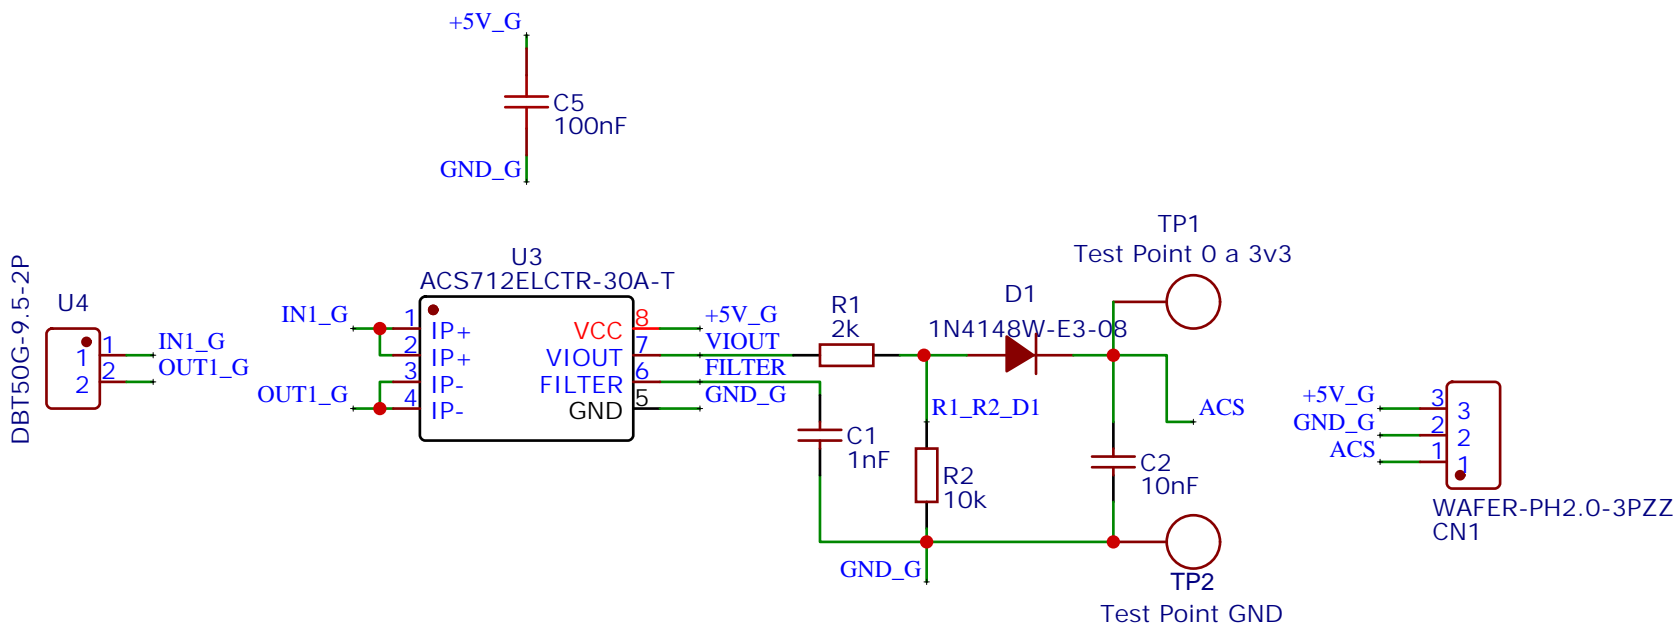 +5V_G
C5
100nF
GND_G
DBT50G-9.5-2P
U4
1
2
1
2
IN1_G
OUT1_G
U3
ACS712ELCTR-30A-T
IN1_G
OUT1_G
1
2
3
4
IP+
IP+
IP-
IP-
VCC
VIOUT
FILTER
GND
8
7
6
5
+5V_G
VIOUT
FILTER
GND_G
R1
2k
C1
1nF
R1_R2_D1
R2
10k
GND_G
D1
1N4148W-E3-08
TP1
Test Point 0 a 3v3
ACS
C2
10nF
TP2
Test Point GND
+5V_G
GND_G
ACS
3
2
1
3
2
1
WAFER-PH2.0-3PZZ
CN1